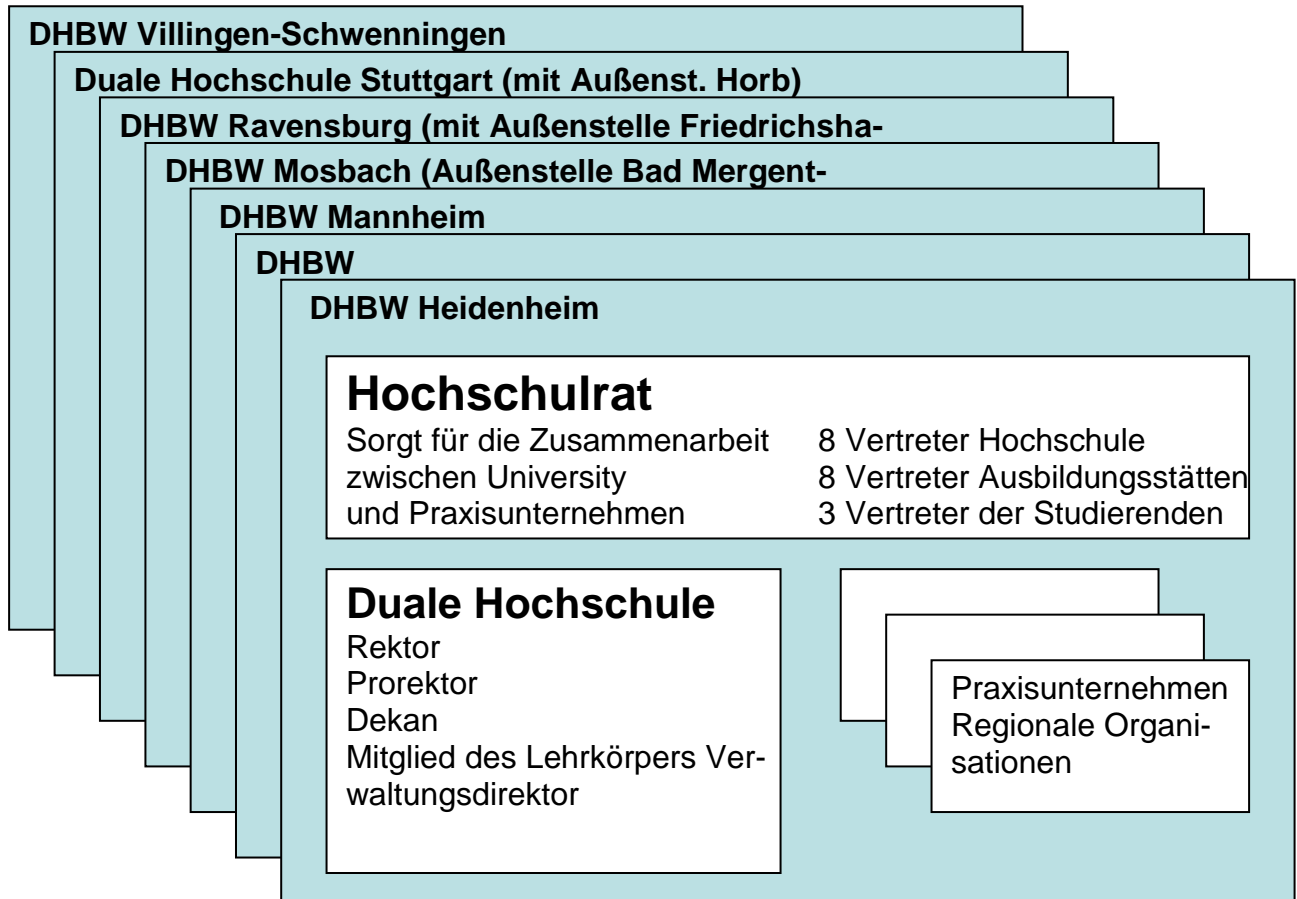 DHBW Villingen-Schwenningen
Duale Hochschule Stuttgart (mit Außenst. Horb)
DHBW Ravensburg (mit Außenstelle Friedrichsha-
DHBW Mosbach (Außenstelle Bad Mergent-
DHBW Mannheim
DHBW
DHBW Heidenheim
Hochschulrat
Sorgt für die Zusammenarbeit
zwischen University
und Praxisunternehmen
8 Vertreter Hochschule
8 Vertreter Ausbildungsstätten
3 Vertreter der Studierenden
Duale Hochschule
Rektor
Prorektor
Dekan
Mitglied des Lehrkörpers Ver-
waltungsdirektor
Praxisunternehmen
Regionale Organi-
sationen